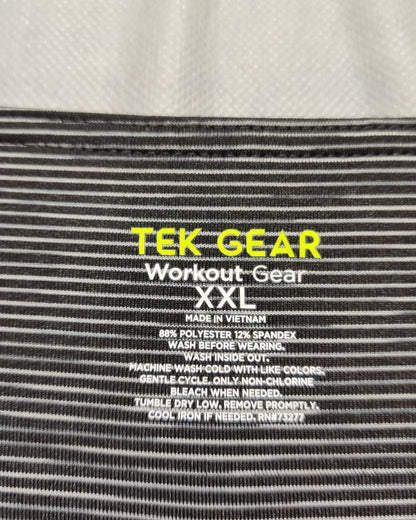 TEK GEAR
Workout Gear
XXL
MADE IN VIETNAM
88% POLYESTER 12% SPANDEX
WASH BEFORE WEARING.
WASH INSIDE OUT.
MACHINE WASH COLD WITH LIKE COLORS.
GENTLE CYCLE. ONLY NON-CHLORINE
BLEACH WHEN NEEDED.
TUMBLE DRY LOW. REMOVE PROMPTLY.
COOL IRON IF NEEDED. RN#73277